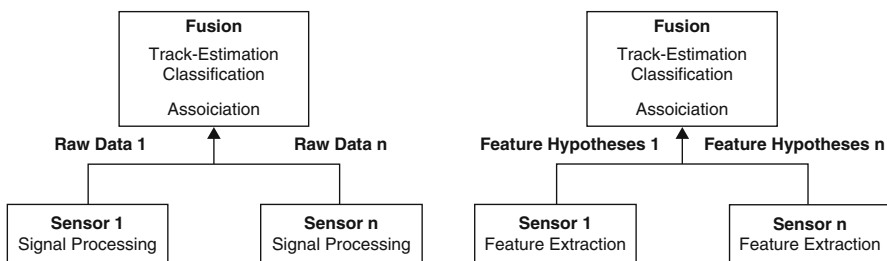 Fusion
Track-Estimation
Classification
Assoiciation
Raw Data 1
Raw Data n
Sensor 1
Signal Processing
Sensor n
Signal Processing
Fusion
Track-Estimation
Classification
Assoiciation
Feature Hypotheses 1
Feature Hypotheses n
Sensor 1
Feature Extraction
Sensor n
Feature Extraction